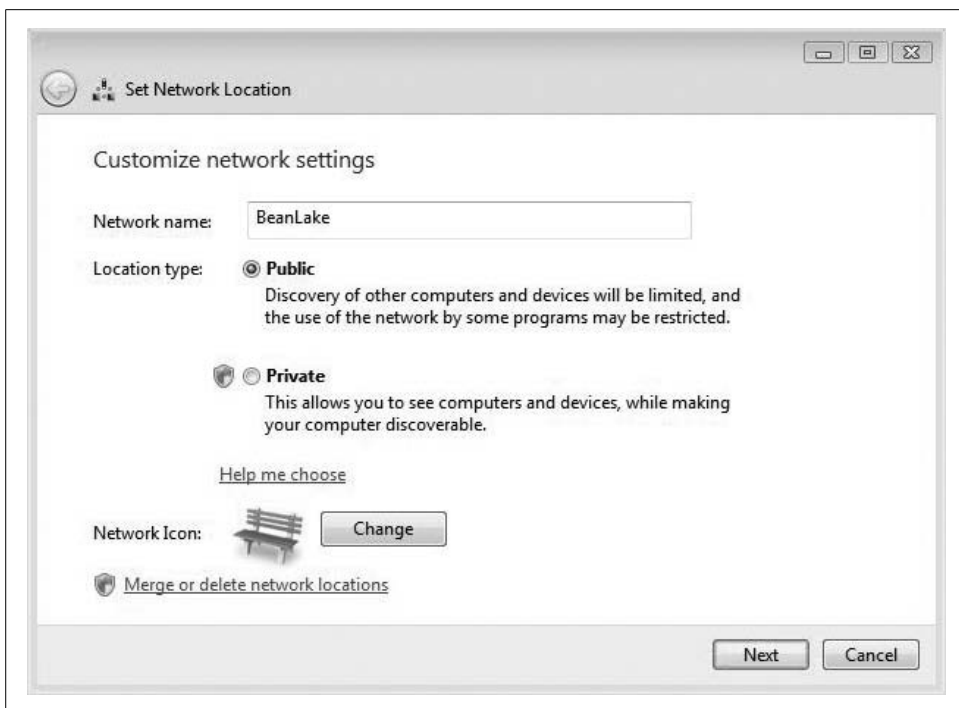 Set Network Location
Customize network settings
Network name:
BeanLake
Location type:
Public
Discovery of other computers and devices will be limited, and
the use of the network by some programs may be restricted.
Private
This allows you to see computers and devices, while making
your computer discoverable.
Help me choose
Network Icon:
Change
Merge or delete network locations
Next
Cancel